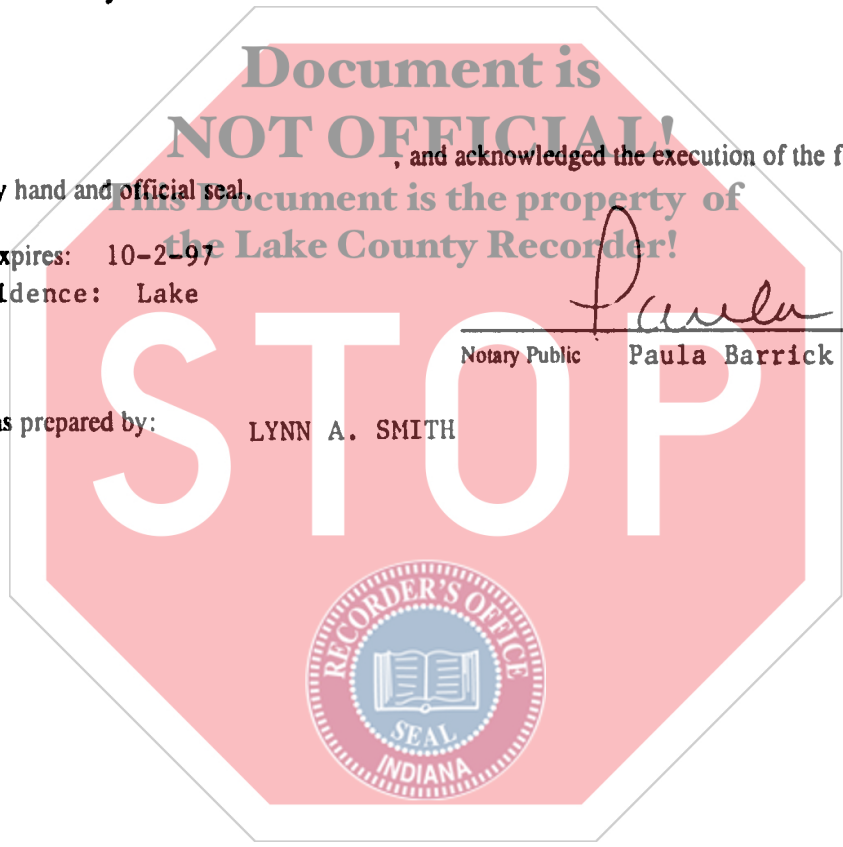 Document is
NOT OFFICIAL!
, and acknowledged the execution of the f
y hand and official seal.
This Document is the property of
the Lake County Recorder!
xpires: 10-2-97
idence: Lake
Paula
Notary Public Paula Barrick
STOP
as prepared by: LYNN A. SMITH
RECORDER'S OFFICE
SEAL
INDIANA